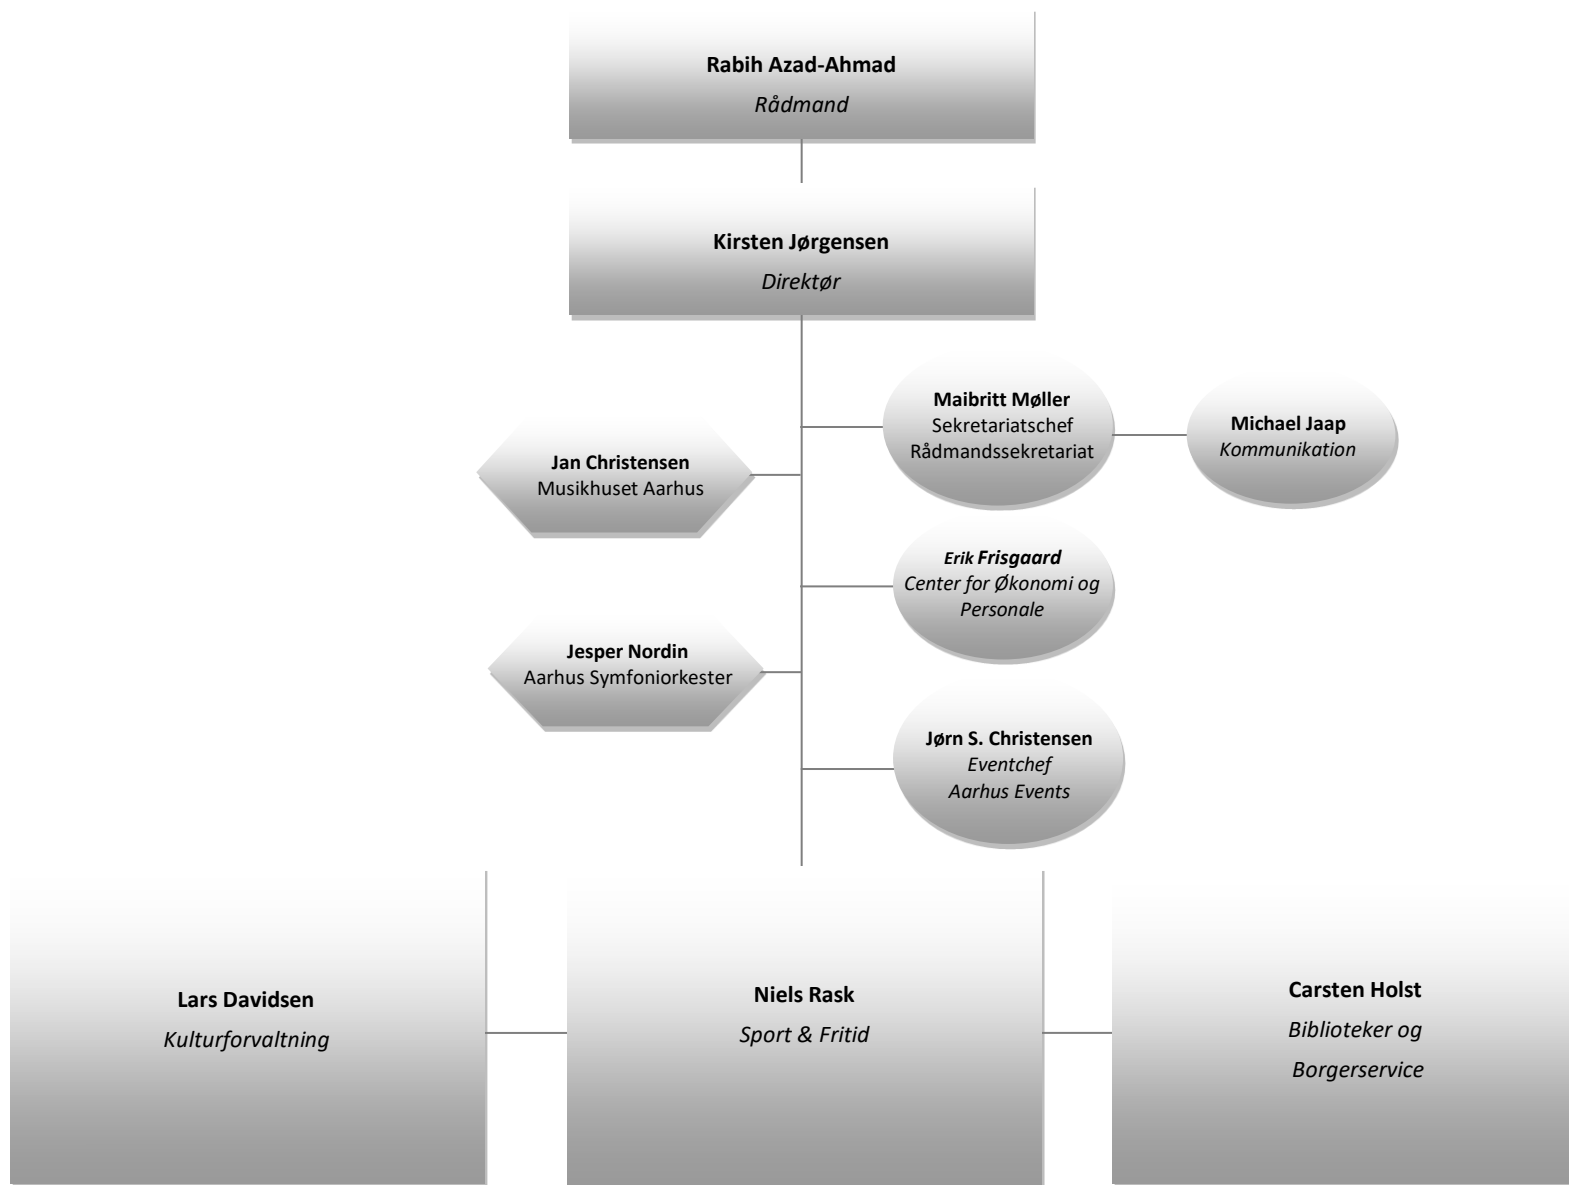 Rabih Azad-Ahmad
Rådmand
Kirsten Jørgensen
Direktør
Maibritt Møller
Sekretariatschef
Rådmandssekretariat
Michael Jaap
Kommunikation
Jan Christensen
Musikhuset Aarhus
Erik Frisgaard
Center for Økonomi og
Personale
Jesper Nordin
Aarhus Symfoniorkester
Jørn S. Christensen
Eventchef
Aarhus Events
Lars Davidsen
Kulturforvaltning
Niels Rask
Sport & Fritid
Carsten Holst
Biblioteker og
Borgerservice